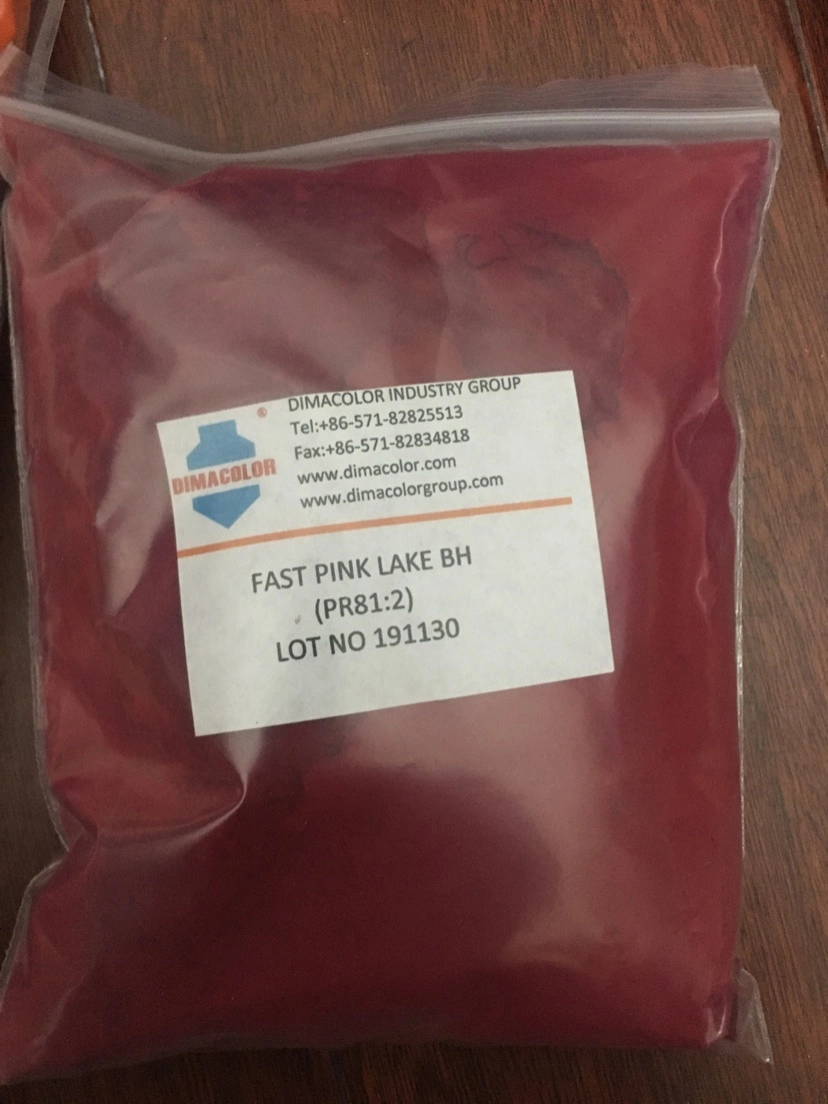 DIMACOLOR INDUSTRY GROUP
Tel:+86-571-82825513
Fax:+86-571-82834818
www.dimacolor.com
www.dimacolorgroup.com
®
DIMACOLOR
FAST PINK LAKE BH
(PR81:2)
LOT NO 191130